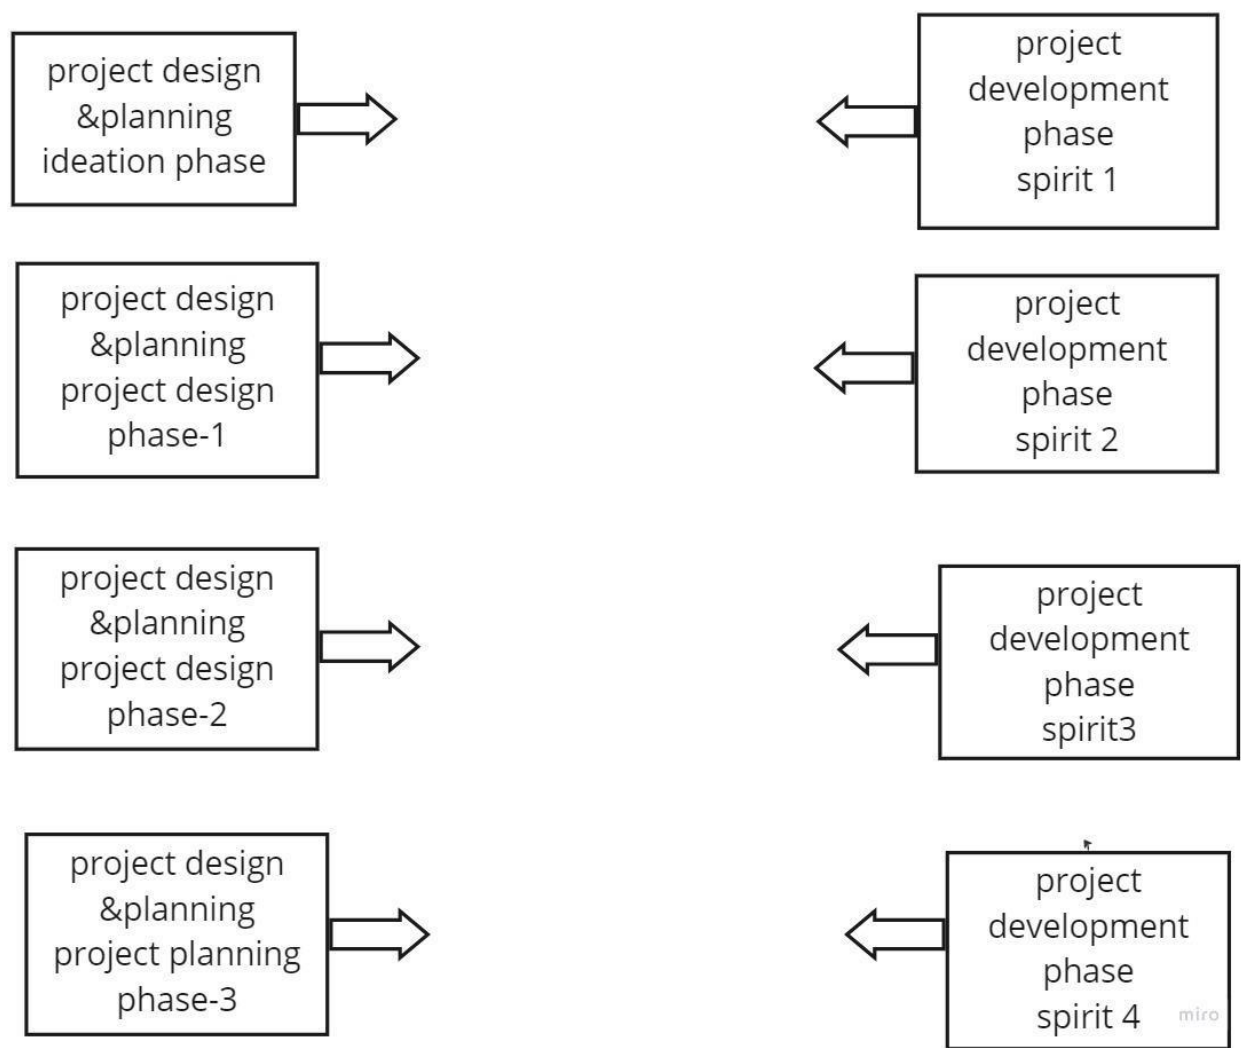 project design
&planning
ideation phase
project
development
phase
spirit 1
project design
&planning
project design
phase-1
project
development
phase
spirit 2
project design
&planning
project design
phase-2
project
development
phase
spirit3
project design
&planning
project planning
phase-3
project
development
phase
spirit 4
miro